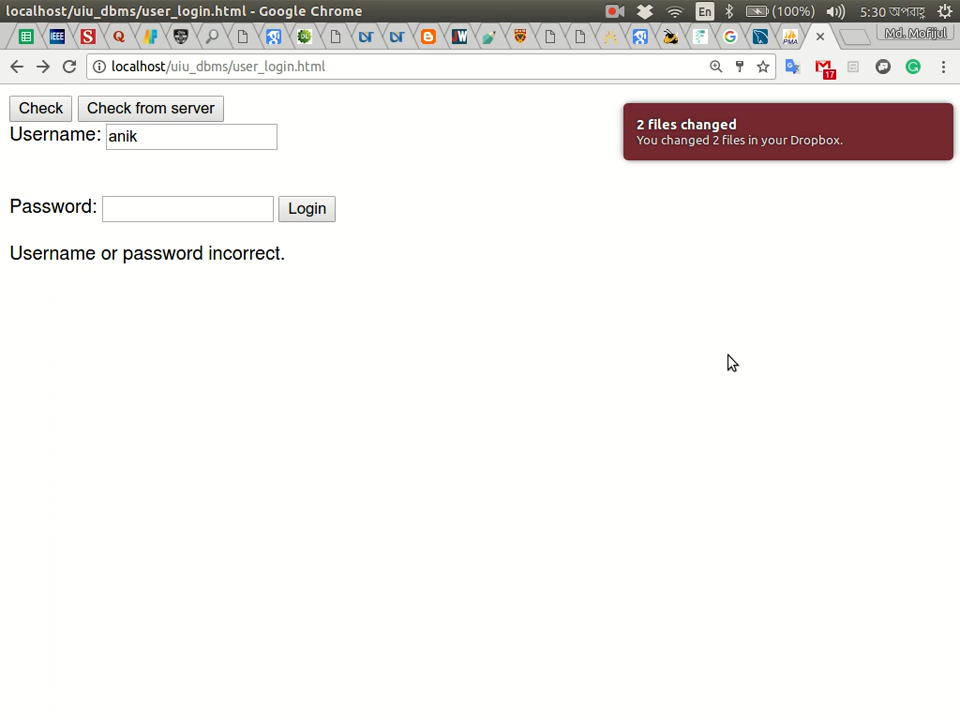 localhost/uiu_dbms/user_login.html - Google Chrome
En
(100%)
5:30 অপরাহ্ণ
Md. Mofijul
localhost/uiu_dbms/user_login.html
17
Check
Check from server
Username: anik
2 files changed
You changed 2 files in your Dropbox.
Password:
Login
Username or password incorrect.